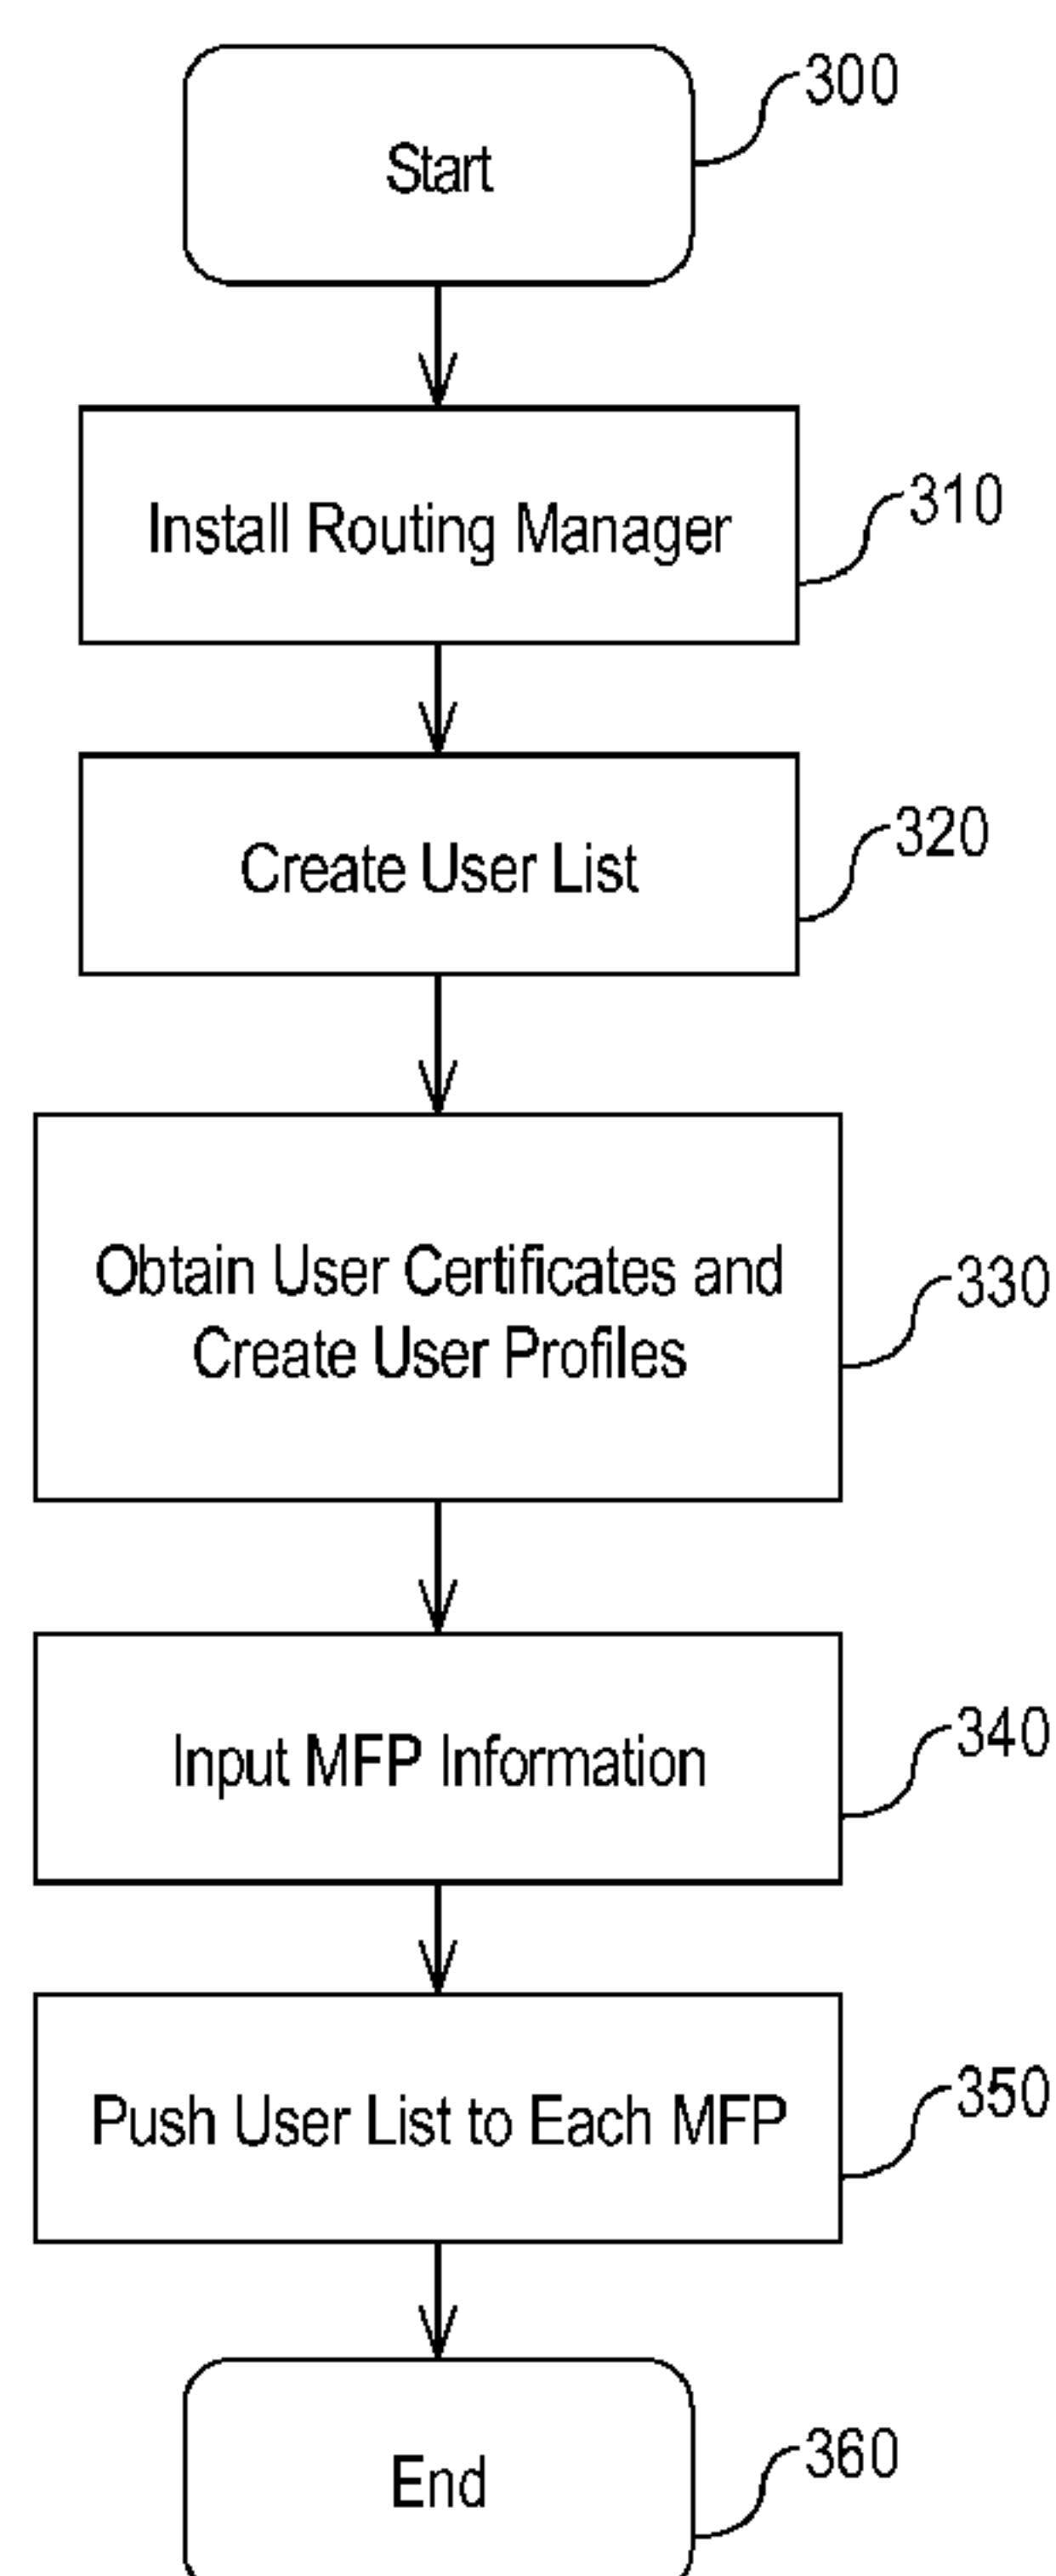 Start
300
Install Routing Manager
310
Create User List
320
Obtain User Certificates and
Create User Profiles
330
Input MFP Information
340
Push User List to Each MFP
350
End
360